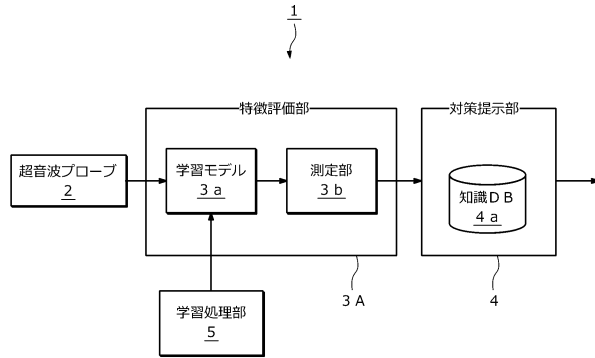 1
特徴評価部
対策提示部
超音波プローブ
2
学習モデル
3a
測定部
3b
知識DB
4a
3A
4
学習処理部
5